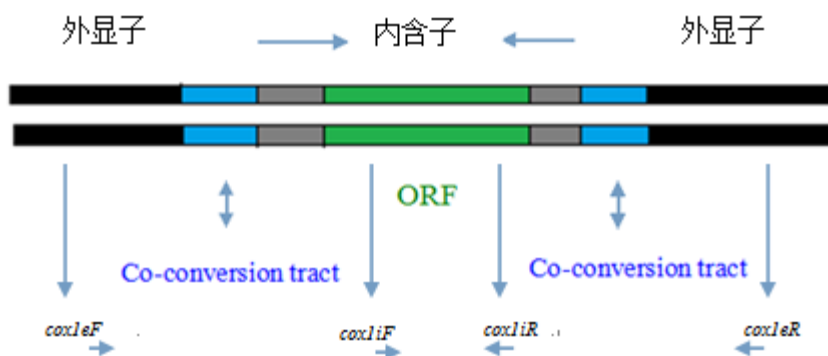 外显子 内含子 外显子
ORF
Co-conversion tract Co-conversion tract
cox1eF cox1iF cox1iR cox1eR